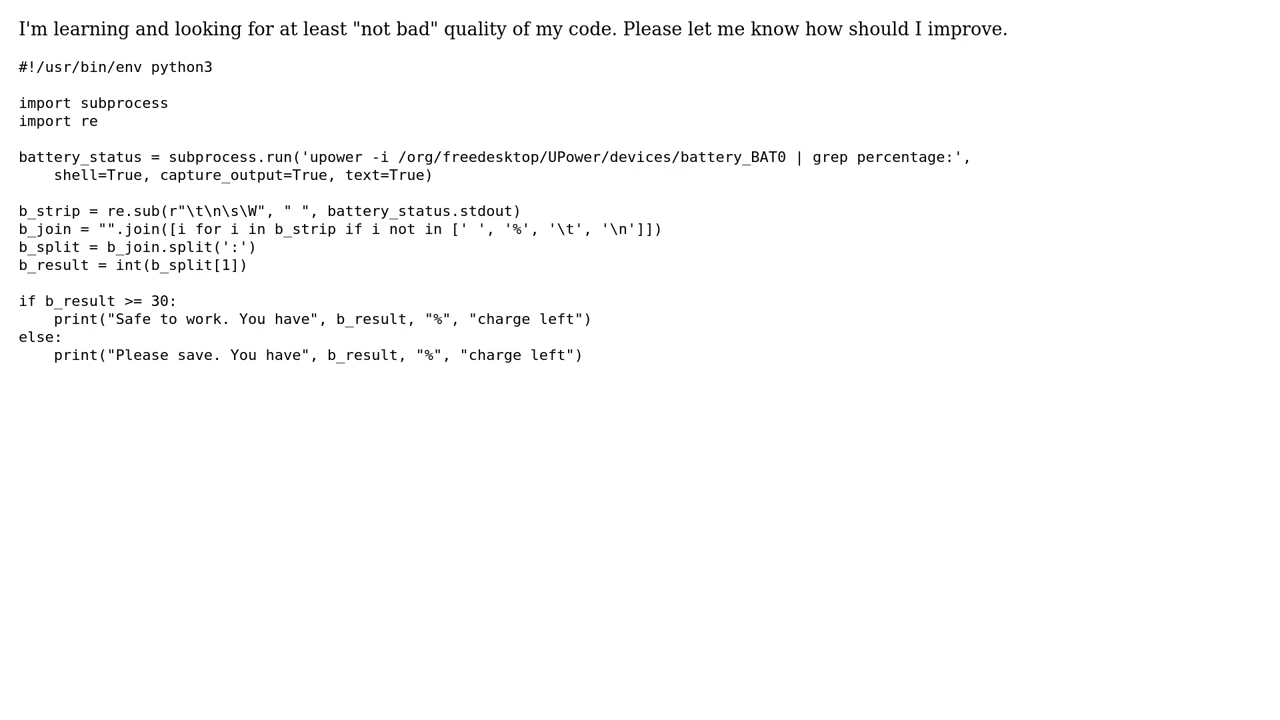 I'm learning and looking for at least "not bad" quality of my code. Please let me know how should I improve.
#!/usr/bin/env python3
import subprocess
import re
battery_status = subprocess.run('upower -i /org/freedesktop/UPower/devices/battery_BAT0 | grep percentage:',
    shell=True, capture_output=True, text=True)
b_strip = re.sub(r"\t\n\s\W", " ", battery_status.stdout)
b_join = "".join([i for i in b_strip if i not in [' ', '%', '\t', '\n']])
b_split = b_join.split(':')
b_result = int(b_split[1])
if b_result >= 30:
    print("Safe to work. You have", b_result, "%", "charge left")
else:
    print("Please save. You have", b_result, "%", "charge left")